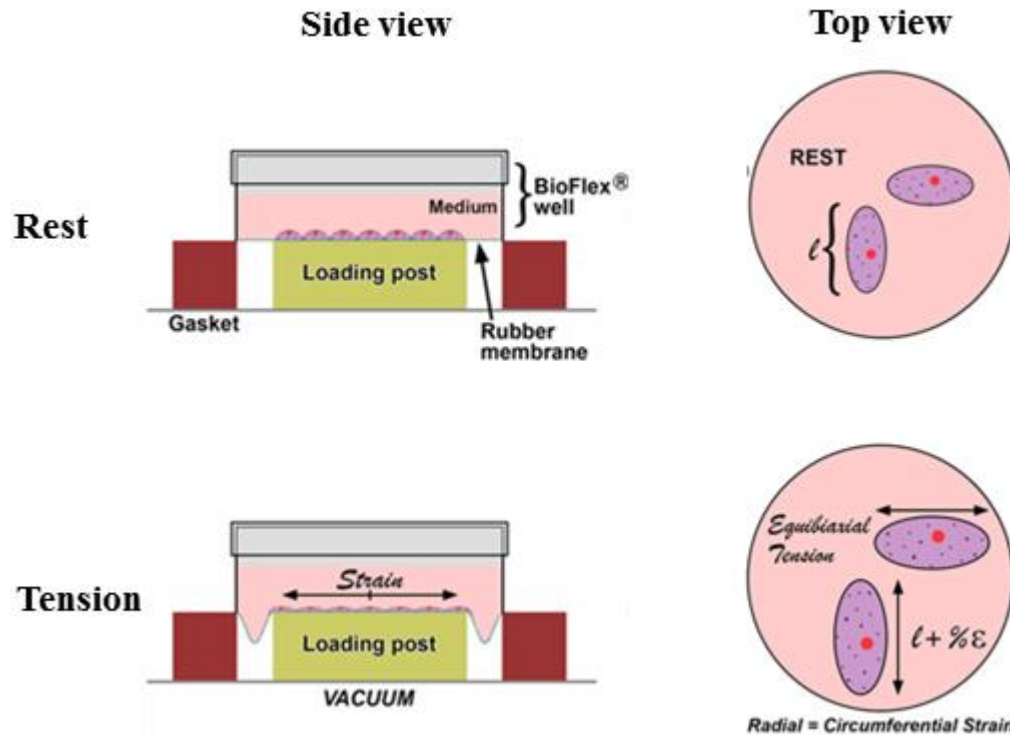 Side view
Top view
Rest
Medium
BioFlex®
well
Loading post
Gasket
Rubber
membrane
REST
l
Tension
Strain
Loading post
VACUUM
Equibiaxial
Tension
l + %ε
Radial = Circumferential Strain